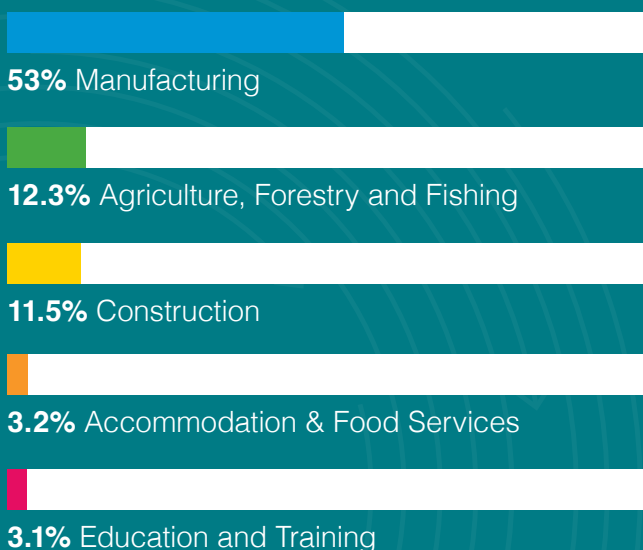 53% Manufacturing
12.3% Agriculture, Forestry and Fishing
11.5% Construction
3.2% Accommodation & Food Services
3.1% Education and Training